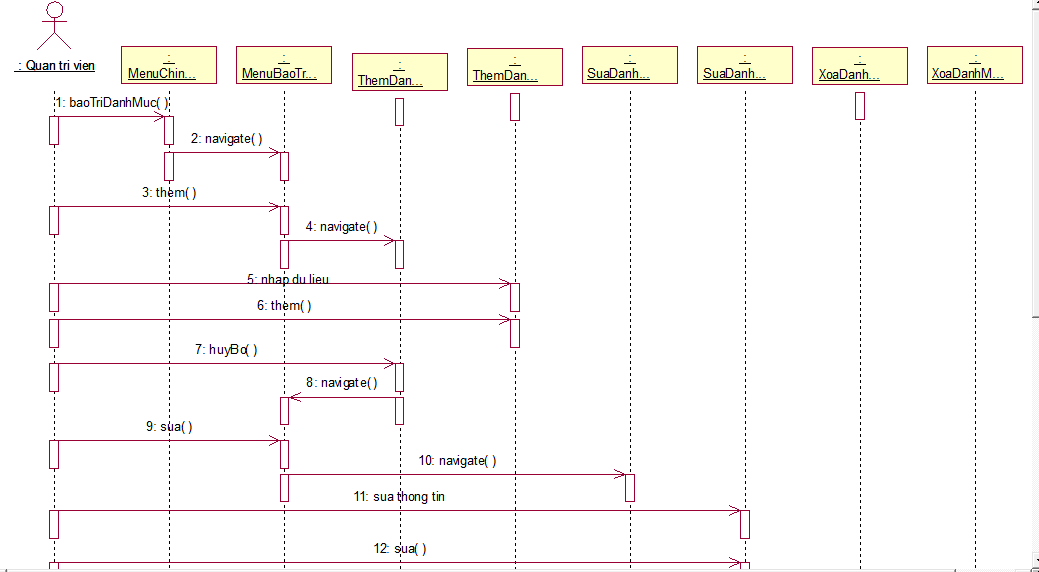 : Quan tri vien
:
MenuChin...
:
MenuBaoTr...
:
ThemDan...
:
ThemDan...
:
SuaDanh...
:
SuaDanh...
:
XoaDanh...
:
XoaDanhM...
1: baoTriDanhMuc( )
2: navigate( )
3: them( )
4: navigate( )
5: nhap du lieu
6: them( )
7: huyBo( )
8: navigate( )
9: sua( )
10: navigate( )
11: sua thong tin
12: sua( )